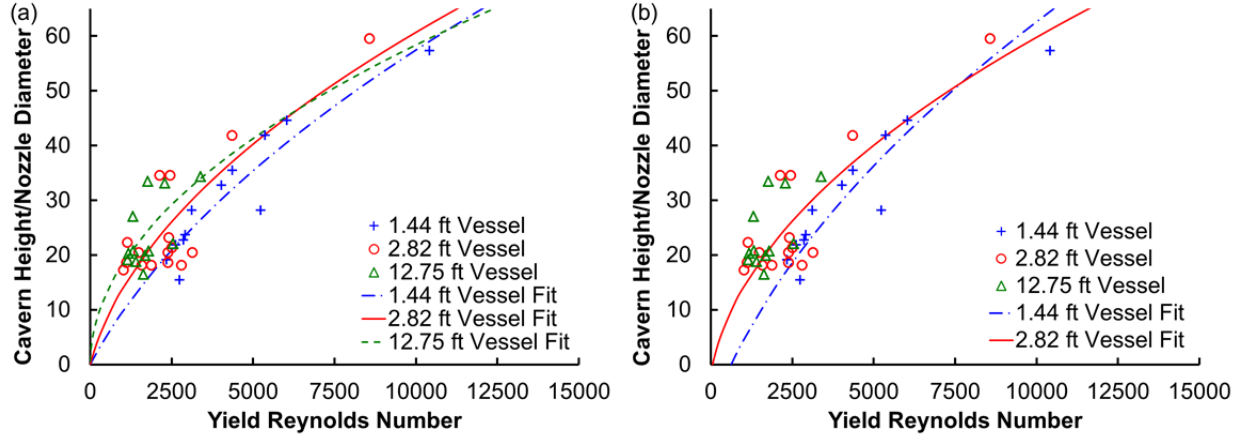 (a)
Cavern Height/Nozzle Diameter
60
50
40
30
20
10
0
1.44 ft Vessel
2.82 ft Vessel
12.75 ft Vessel
1.44 ft Vessel Fit
2.82 ft Vessel Fit
12.75 ft Vessel Fit
0 2500 5000 7500 10000 12500 15000
Yield Reynolds Number
(b)
Cavern Height/Nozzle Diameter
60
50
40
30
20
10
0
1.44 ft Vessel
2.82 ft Vessel
12.75 ft Vessel
1.44 ft Vessel Fit
2.82 ft Vessel Fit
0 2500 5000 7500 10000 12500 15000
Yield Reynolds Number